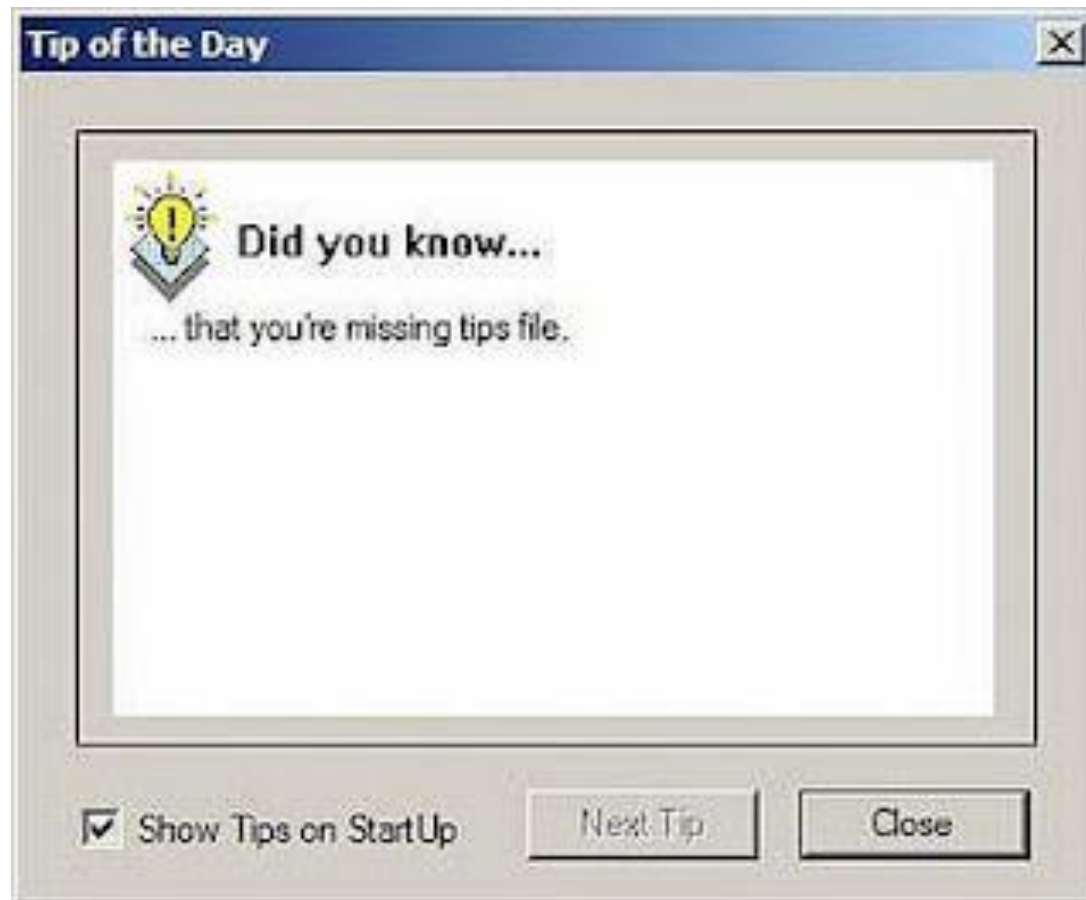 Tip of the Day
Did you know...
... that you're missing tips file.
Show Tips on StartUp
Next Tip
Close